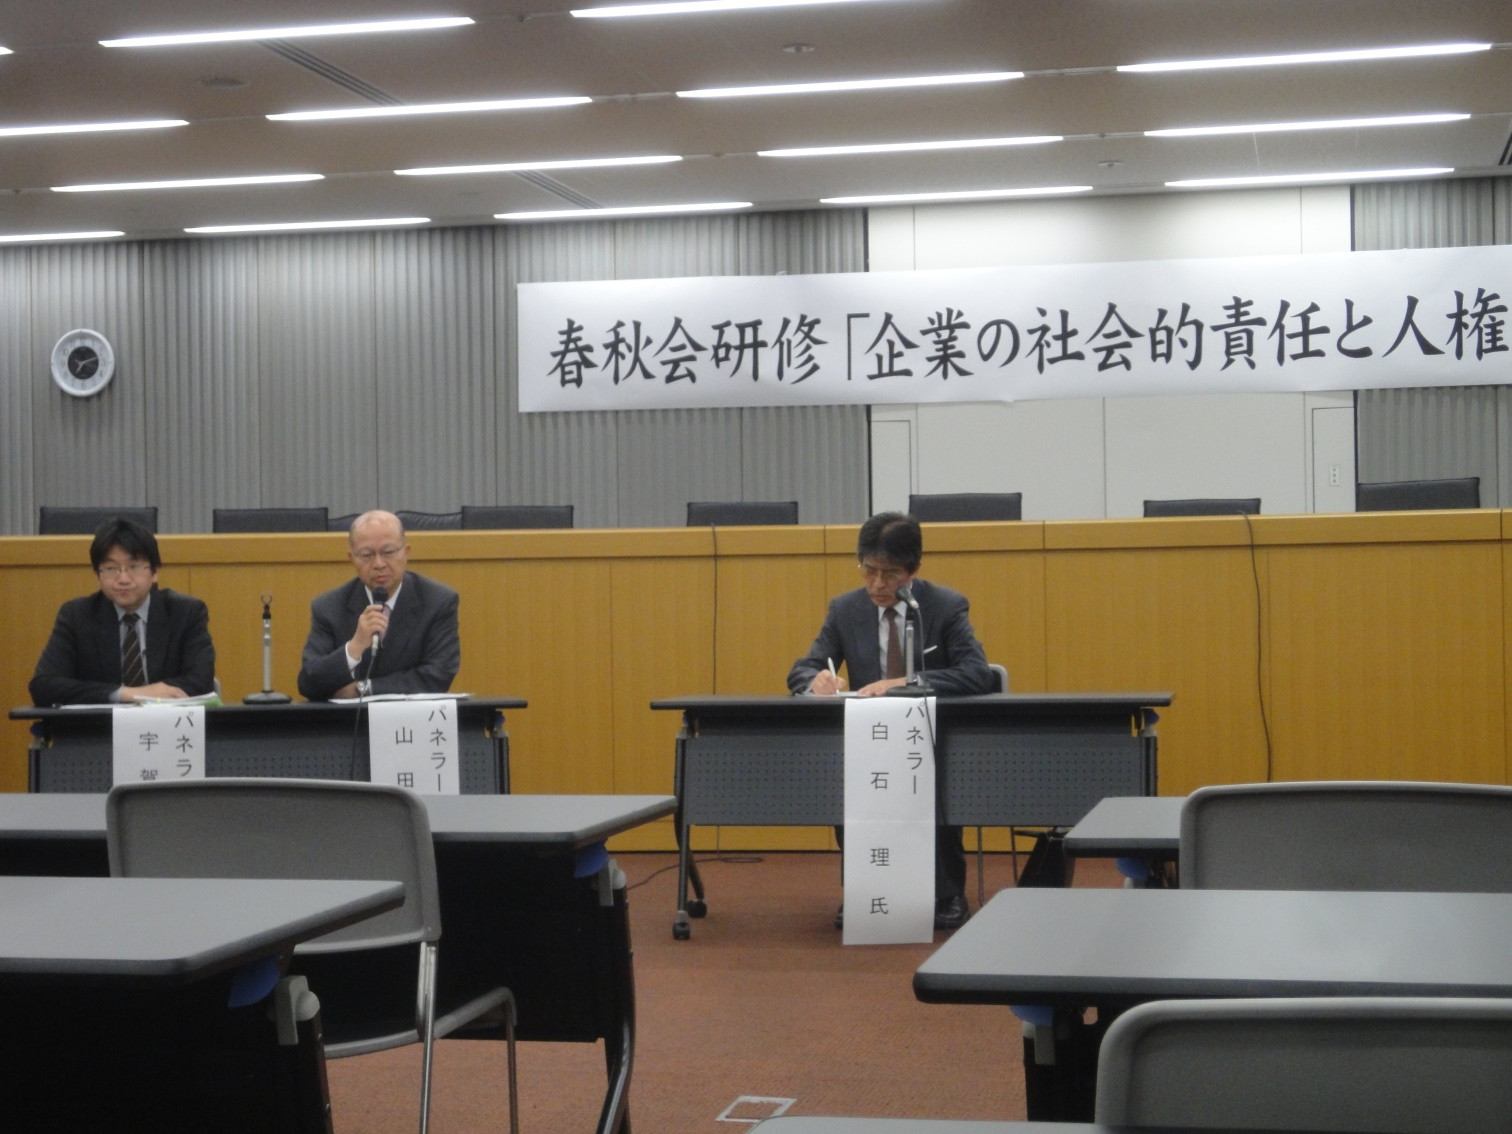 春秋会研修「企業の社会的責任と人権
パネラ
宇賀
パネラー
山田
パネラー
白石理氏